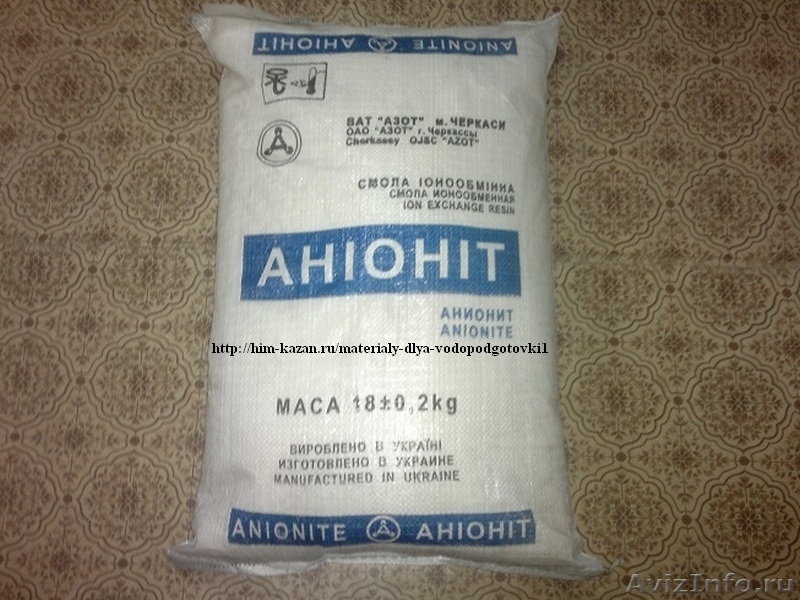 ANIONITE АНІОНІТ
ВАТ "АЗОТ" м. ЧЕРКАСИ
ОАО "АЗОТ" г. Черкассы
Cherkassy OJSC "AZOT"
СМОЛА ІОНООБМІННА
СМОЛА ИОНООБМЕННАЯ
ION EXCHANGE RESIN
АНІОНІТ
АНИОНИТ
ANIONITE
http://him-kazan.ru/materialy-dlya-vodopodgotovki1
МАСА 18±0,2kg
ВИРОБЛЕНО В УКРАЇНІ
ИЗГОТОВЛЕНО В УКРАИНЕ
MANUFACTURED IN UKRAINE
ANIONITE АНІОНІТ
AvizInfo.ru